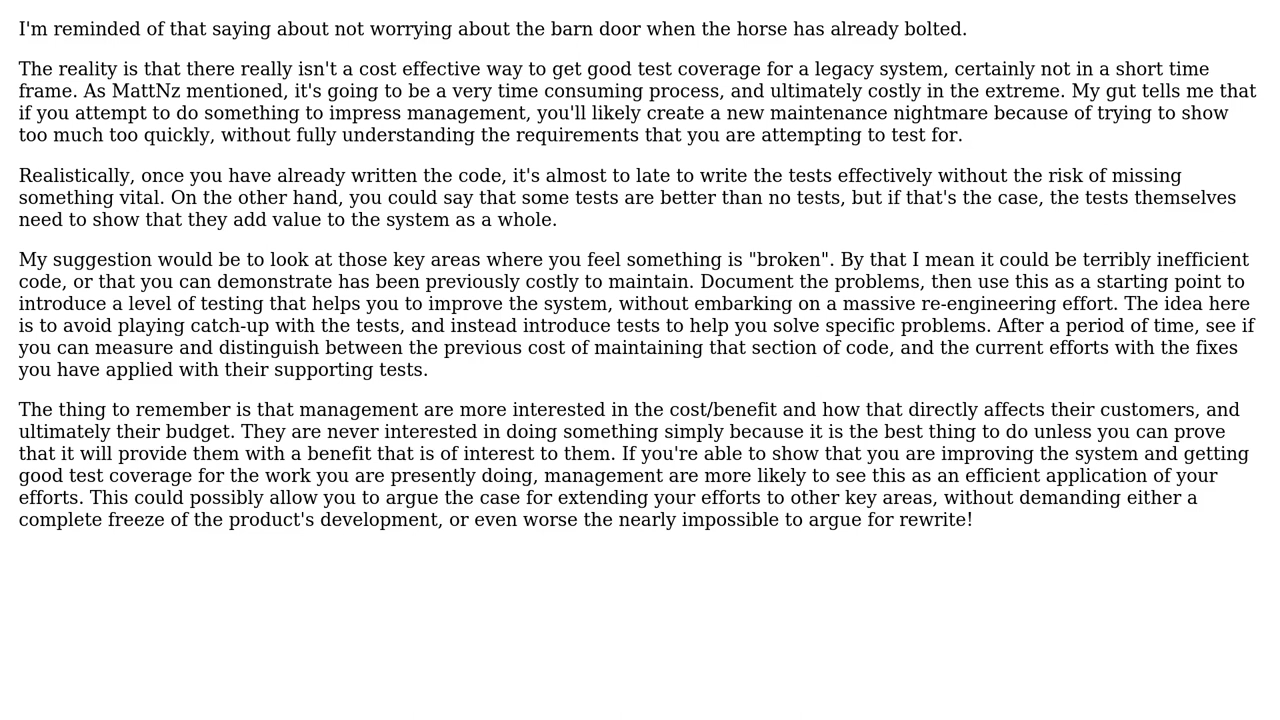 I'm reminded of that saying about not worrying about the barn door when the horse has already bolted.
The reality is that there really isn't a cost effective way to get good test coverage for a legacy system, certainly not in a short time
frame. As MattNz mentioned, it's going to be a very time consuming process, and ultimately costly in the extreme. My gut tells me that
if you attempt to do something to impress management, you'll likely create a new maintenance nightmare because of trying to show
too much too quickly, without fully understanding the requirements that you are attempting to test for.
Realistically, once you have already written the code, it's almost to late to write the tests effectively without the risk of missing
something vital. On the other hand, you could say that some tests are better than no tests, but if that's the case, the tests themselves
need to show that they add value to the system as a whole.
My suggestion would be to look at those key areas where you feel something is "broken". By that I mean it could be terribly inefficient
code, or that you can demonstrate has been previously costly to maintain. Document the problems, then use this as a starting point to
introduce a level of testing that helps you to improve the system, without embarking on a massive re-engineering effort. The idea here
is to avoid playing catch-up with the tests, and instead introduce tests to help you solve specific problems. After a period of time, see if
you can measure and distinguish between the previous cost of maintaining that section of code, and the current efforts with the fixes
you have applied with their supporting tests.
The thing to remember is that management are more interested in the cost/benefit and how that directly affects their customers, and
ultimately their budget. They are never interested in doing something simply because it is the best thing to do unless you can prove
that it will provide them with a benefit that is of interest to them. If you're able to show that you are improving the system and getting
good test coverage for the work you are presently doing, management are more likely to see this as an efficient application of your
efforts. This could possibly allow you to argue the case for extending your efforts to other key areas, without demanding either a
complete freeze of the product's development, or even worse the nearly impossible to argue for rewrite!